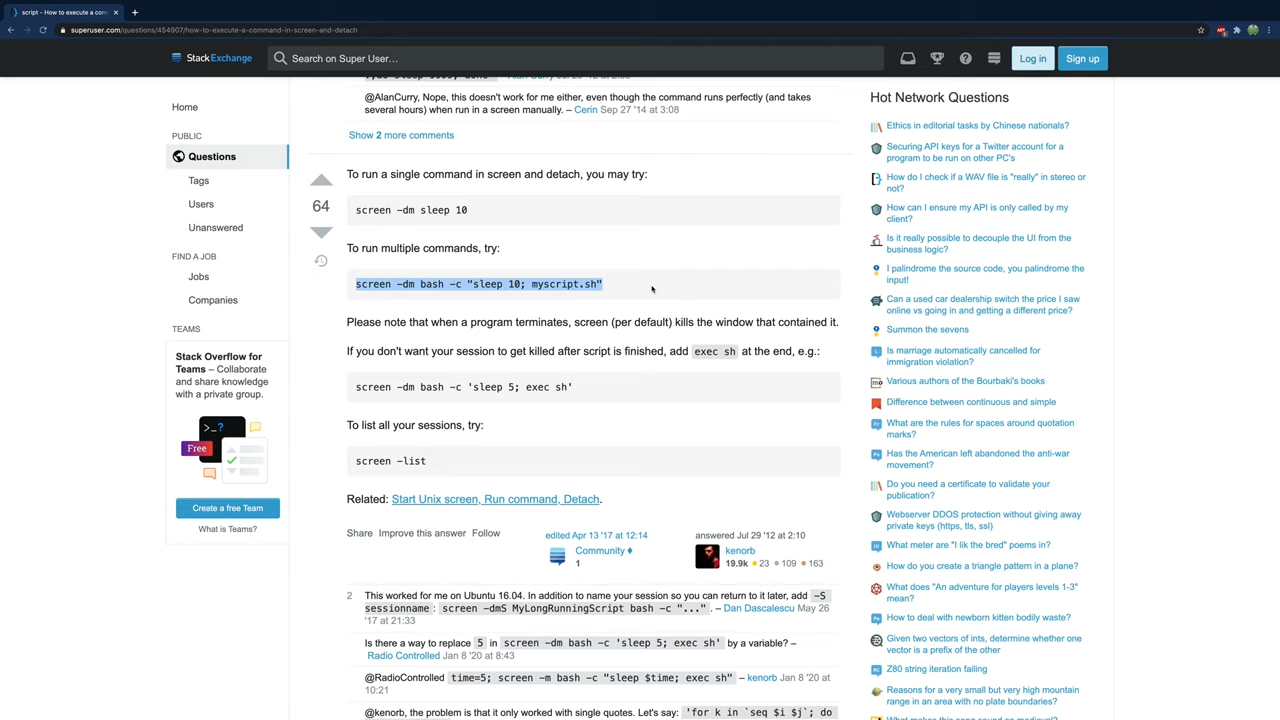 script - How to execute a com
superuser.com/questions/454907/how-to-execute-a-command-in-screen-and-detach
StackExchange
Search on Super User...
Log in
Sign up
@AlanCurry, Nope, this doesn't work for me either, even though the command runs perfectly (and takes
several hours) when run in a screen manually. – Cerin Sep 27 '14 at 3:08
Show 2 more comments
Home
PUBLIC
Questions
Tags
Users
Unanswered
FIND A JOB
Jobs
Companies
TEAMS
Stack Overflow for
Teams – Collaborate
and share knowledge
with a private group.
>_?
Free
Create a free Team
What is Teams?
64
To run a single command in screen and detach, you may try:
screen -dm sleep 10
To run multiple commands, try:
screen -dm bash -c "sleep 10; myscript.sh"
Please note that when a program terminates, screen (per default) kills the window that contained it.
If you don't want your session to get killed after script is finished, add exec sh at the end, e.g.:
screen -dm bash -c 'sleep 5; exec sh'
To list all your sessions, try:
screen -list
Related: Start Unix screen, Run command, Detach.
Share Improve this answer Follow
edited Apr 13 '17 at 12:14
Community ♦
1
answered Jul 29 '12 at 2:10
kenorb
19.9k 23 109 163
2
This worked for me on Ubuntu 16.04. In addition to name your session so you can return to it later, add -S
sessionname : screen -dmS MyLongRunningScript bash -c "..." . – Dan Dascalescu May 26
'17 at 21:33
Is there a way to replace 5 in screen -dm bash -c 'sleep 5; exec sh' by a variable? –
Radio Controlled Jan 8 '20 at 8:43
@RadioControlled time=5; screen -m bash -c "sleep $time; exec sh" – kenorb Jan 8 '20 at
10:21
@kenorb, the problem is that it only worked with single quotes. Let's say: 'for k in `seq $i $j`; do
Hot Network Questions
Ethics in editorial tasks by Chinese nationals?
Securing API keys for a Twitter account for a
program to be run on other PC's
How do I check if a WAV file is "really" in stereo or
not?
How can I ensure my API is only called by my
client?
Is it really possible to decouple the UI from the
business logic?
I palindrome the source code, you palindrome the
input!
Can a used car dealership switch the price I saw
online vs going in and getting a different price?
Summon the sevens
Is marriage automatically cancelled for
immigration violation?
Various authors of the Bourbaki's books
Difference between continuous and simple
What are the rules for spaces around quotation
marks?
Has the American left abandoned the anti-war
movement?
Do you need a certificate to validate your
publication?
Webserver DDOS protection without giving away
private keys (https, tls, ssl)
What meter are "I lik the bred" poems in?
How do you create a triangle pattern in a plane?
What does "An adventure for players levels 1-3"
mean?
How to deal with newborn kitten bodily waste?
Given two vectors of ints, determine whether one
vector is a prefix of the other
Z80 string iteration failing
Reasons for a very small but very high mountain
range in an area with no plate boundaries?